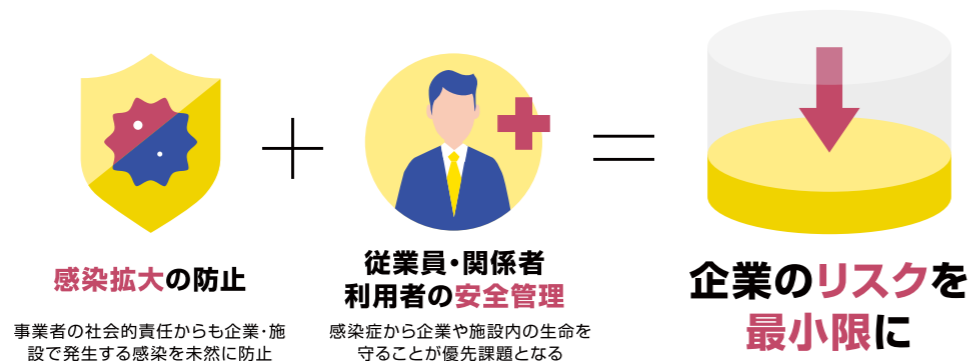 感染拡大の防止
事業者の社会的責任からも企業・施
設で発生する感染を未然に防止
従業員・関係者
利用者の安全管理
感染症から企業や施設内の生命を
守ることが優先課題となる
企業のリスクを
最小限に